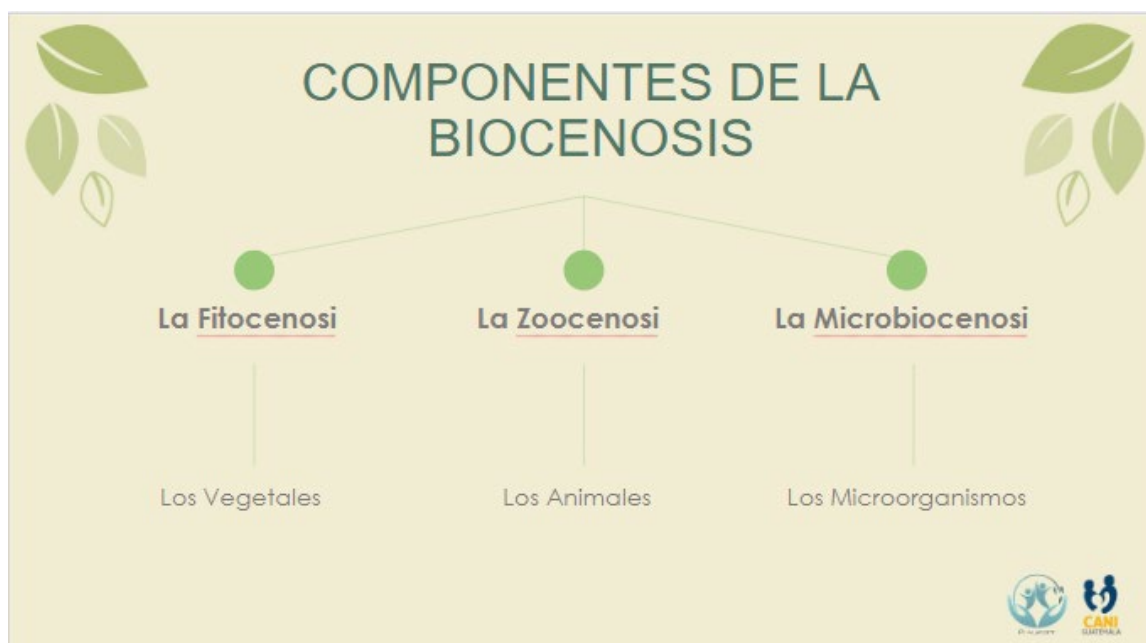 COMPONENTES DE LA
BIOCENOSIS
La Fitocenosi
La Zoocenosi
La Microbiocenosi
Los Vegetales
Los Animales
Los Microorganismos
CANI
GUATEMALA